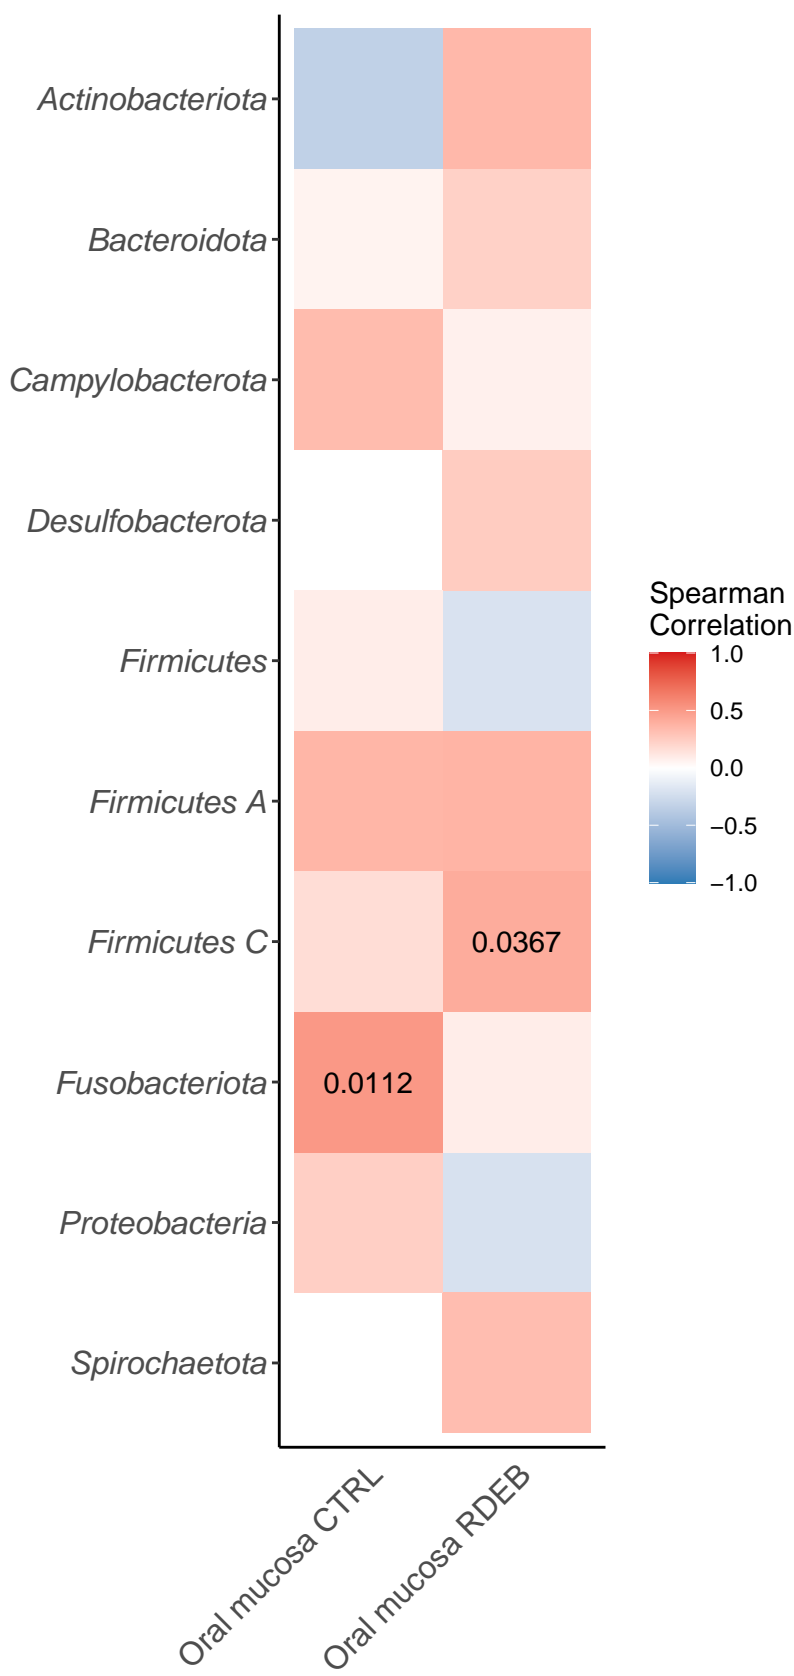 Actinobacteriota
Bacteroidota
Campylobacterota
Desulfobacterota
Firmicutes
Firmicutes A
Firmicutes C
0.0367
Fusobacteriota
0.0112
Proteobacteria
Spirochaetota
Oral mucosa CTRL
Oral mucosa RDEB
Spearman
Correlation
1.0
0.5
0.0
−0.5
−1.0